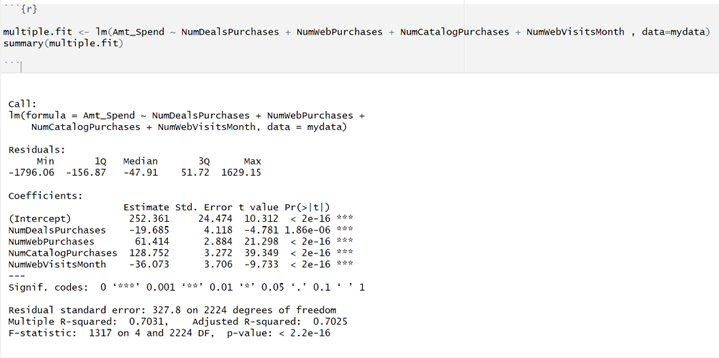 ```{r}
multiple.fit <- lm(Amt_Spend ~ NumDealsPurchases + NumWebPurchases + NumCatalogPurchases + NumWebVisitsMonth , data=mydata)
summary(multiple.fit)
```
Call:
lm(formula = Amt_Spend ~ NumDealsPurchases + NumWebPurchases +
    NumCatalogPurchases + NumWebVisitsMonth, data = mydata)
Residuals:
     Min       1Q   Median       3Q      Max
-1796.06  -156.87   -47.91    51.72  1629.15
Coefficients:
                    Estimate Std. Error t value Pr(>|t|)
(Intercept)          252.361     24.474  10.312  < 2e-16 ***
NumDealsPurchases    -19.685      4.118  -4.781 1.86e-06 ***
NumWebPurchases       61.414      2.884  21.298  < 2e-16 ***
NumCatalogPurchases  128.752      3.272  39.349  < 2e-16 ***
NumWebVisitsMonth    -36.073      3.706  -9.733  < 2e-16 ***
---
Signif. codes:  0 ‘***’ 0.001 ‘**’ 0.01 ‘*’ 0.05 ‘.’ 0.1 ‘ ’ 1
Residual standard error: 327.8 on 2224 degrees of freedom
Multiple R-squared:  0.7031,    Adjusted R-squared:  0.7025
F-statistic:  1317 on 4 and 2224 DF,  p-value: < 2.2e-16